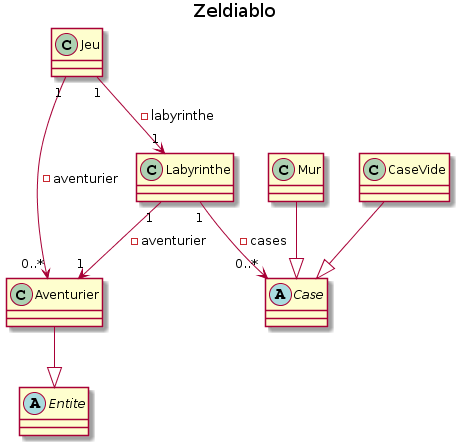 Zeldiablo
C Jeu
1
1
labyrinthe
1
aventurier
C Labyrinthe
C Mur
C CaseVide
1
1
aventurier
cases
0..*
1
0..*
C Aventurier
A Case
A Entite